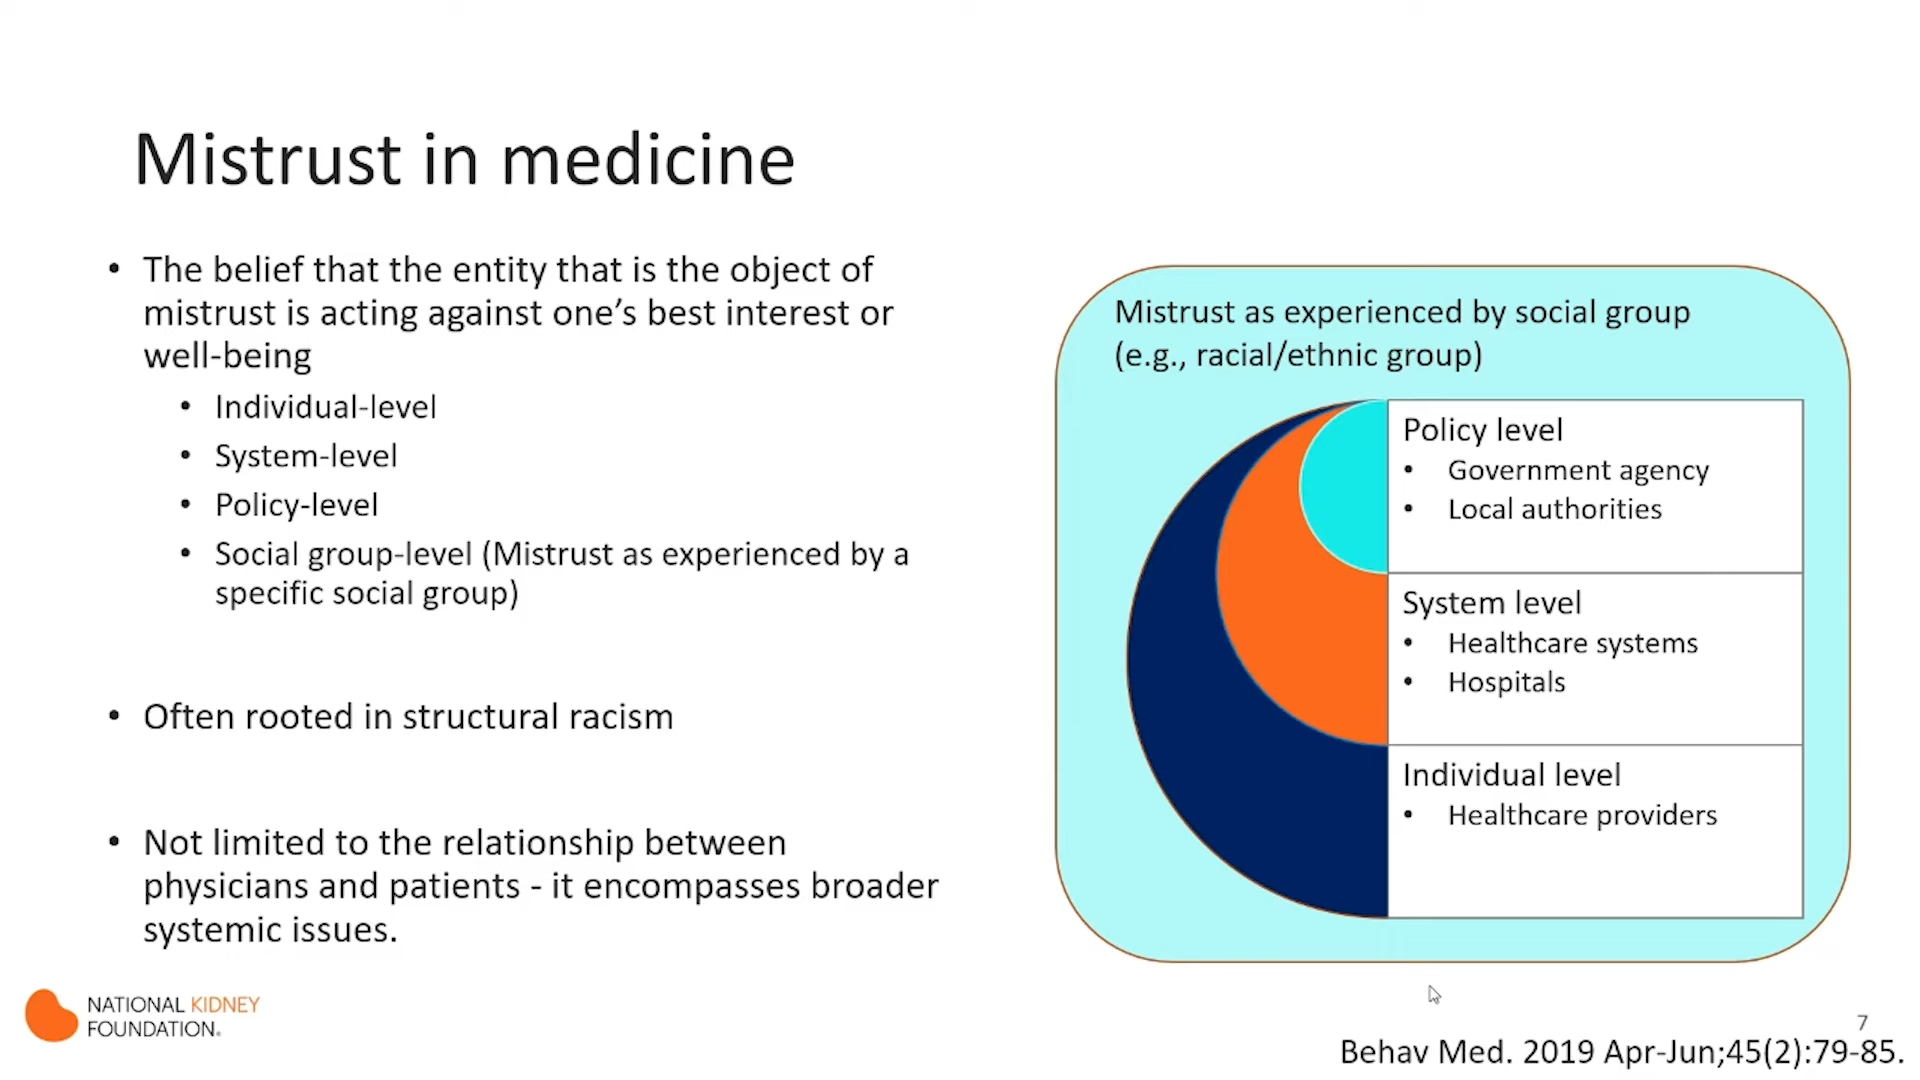 Mistrust in medicine
• The belief that the entity that is the object of
mistrust is acting against one’s best interest or
well-being
• Individual-level
• System-level
• Policy-level
• Social group-level (Mistrust as experienced by a
specific social group)
• Often rooted in structural racism
• Not limited to the relationship between
physicians and patients - it encompasses broader
systemic issues.
Mistrust as experienced by social group
(e.g., racial/ethnic group)
Policy level
• Government agency
• Local authorities
System level
• Healthcare systems
• Hospitals
Individual level
• Healthcare providers
NATIONAL KIDNEY
FOUNDATION®
7
Behav Med. 2019 Apr-Jun;45(2):79-85.